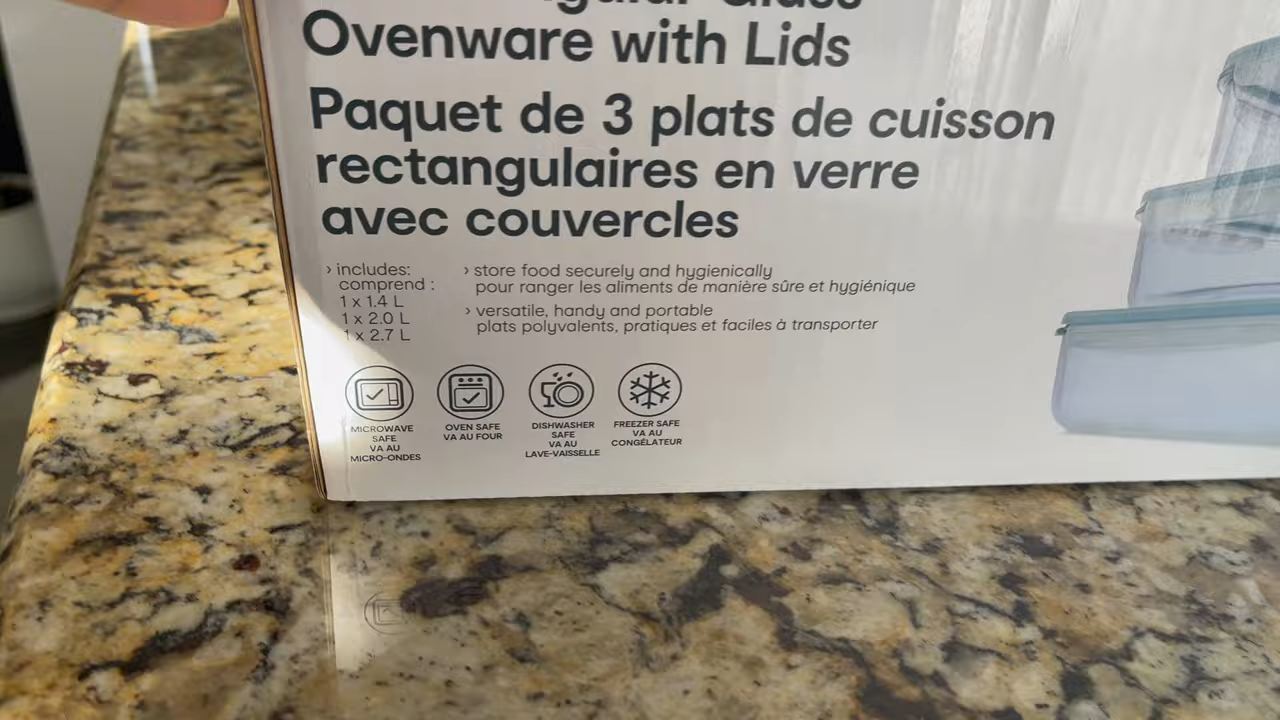 Ovenware with Lids
Paquet de 3 plats de cuisson
rectangulaires en verre
avec couvercles
› includes:
comprend :
1 x 1.4 L
1 x 2.0 L
1 x 2.7 L
› store food securely and hygienically
pour ranger les aliments de manière sûre et hygiénique
› versatile, handy and portable
plats polyvalents, pratiques et faciles à transporter
MICROWAVE
SAFE
VA AU
MICRO-ONDES
OVEN SAFE
VA AU FOUR
DISHWASHER
SAFE
VA AU
LAVE-VAISSELLE
FREEZER SAFE
VA AU
CONGÉLATEUR